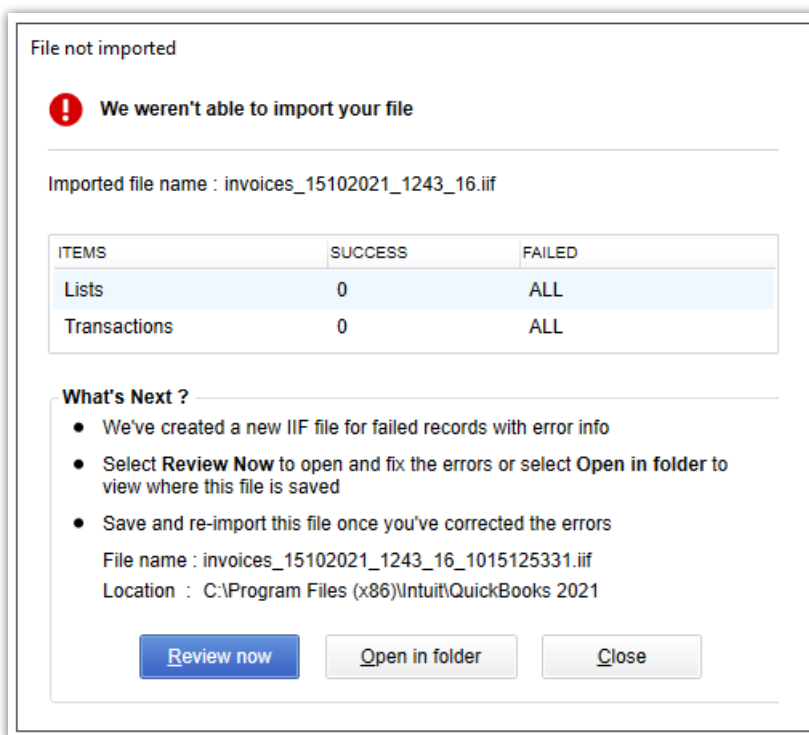 File not imported
We weren't able to import your file
Imported file name : invoices_15102021_1243_16.iif
ITEMS SUCCESS FAILED
Lists 0 ALL
Transactions 0 ALL
What's Next ?
● We've created a new IIF file for failed records with error info
● Select Review Now to open and fix the errors or select Open in folder to
view where this file is saved
● Save and re-import this file once you've corrected the errors
File name : invoices_15102021_1243_16_1015125331.iif
Location : C:\Program Files (x86)\Intuit\QuickBooks 2021
Review now Open in folder Close